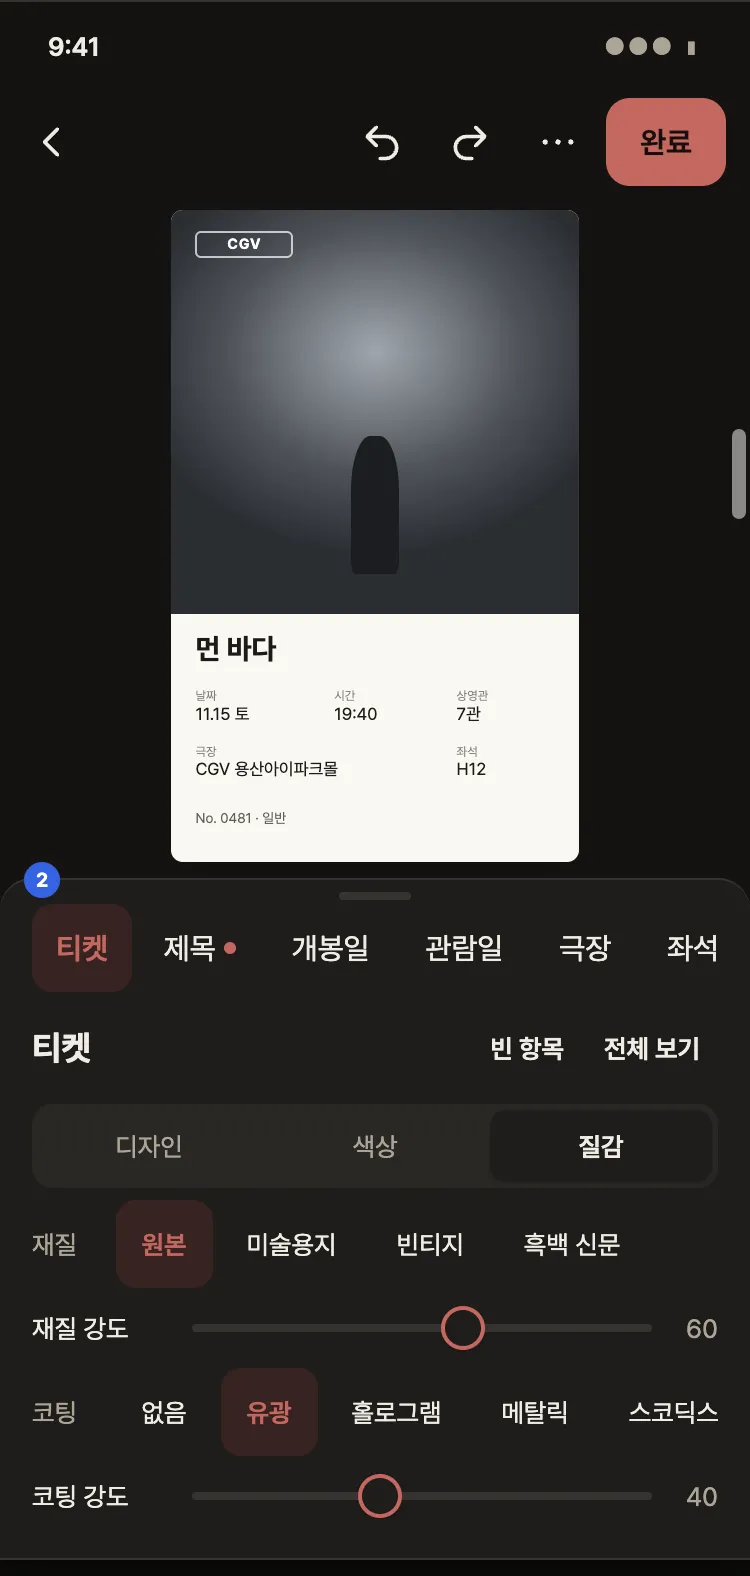 9:41
완료
CGV
먼 바다
날짜 시간 상영관
11.15 토 19:40 7관
극장 좌석
CGV 용산아이파크몰 H12
No. 0481 · 일반
2
티켓 제목 개봉일 관람일 극장 좌석
티켓 빈 항목 전체 보기
디자인 색상 질감
재질 원본 미술용지 빈티지 흑백 신문
재질 강도 60
코팅 없음 유광 홀로그램 메탈릭 스코딕스
코팅 강도 40